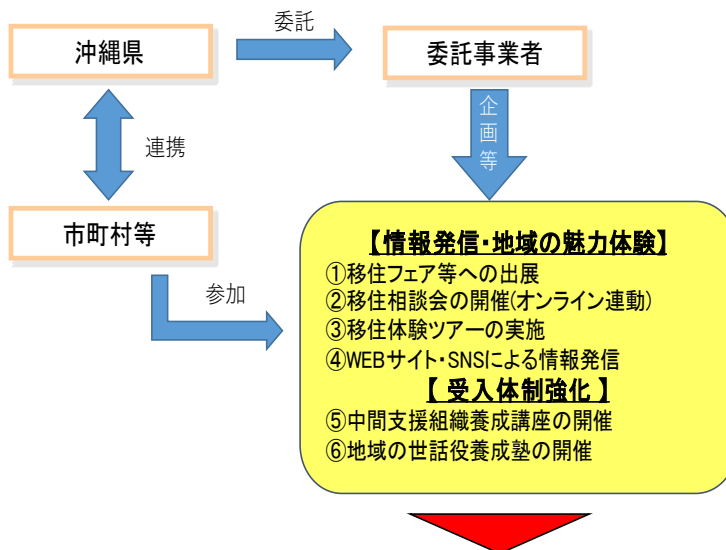 沖縄県
委託
委託事業者
企画等
連携
市町村等
参加
【情報発信・地域の魅力体験】
①移住フェア等への出展
②移住相談会の開催(オンライン連動)
③移住体験ツアーの実施
④WEBサイト・SNSによる情報発信
【 受入体制強化 】
⑤中間支援組織養成講座の開催
⑥地域の世話役養成塾の開催